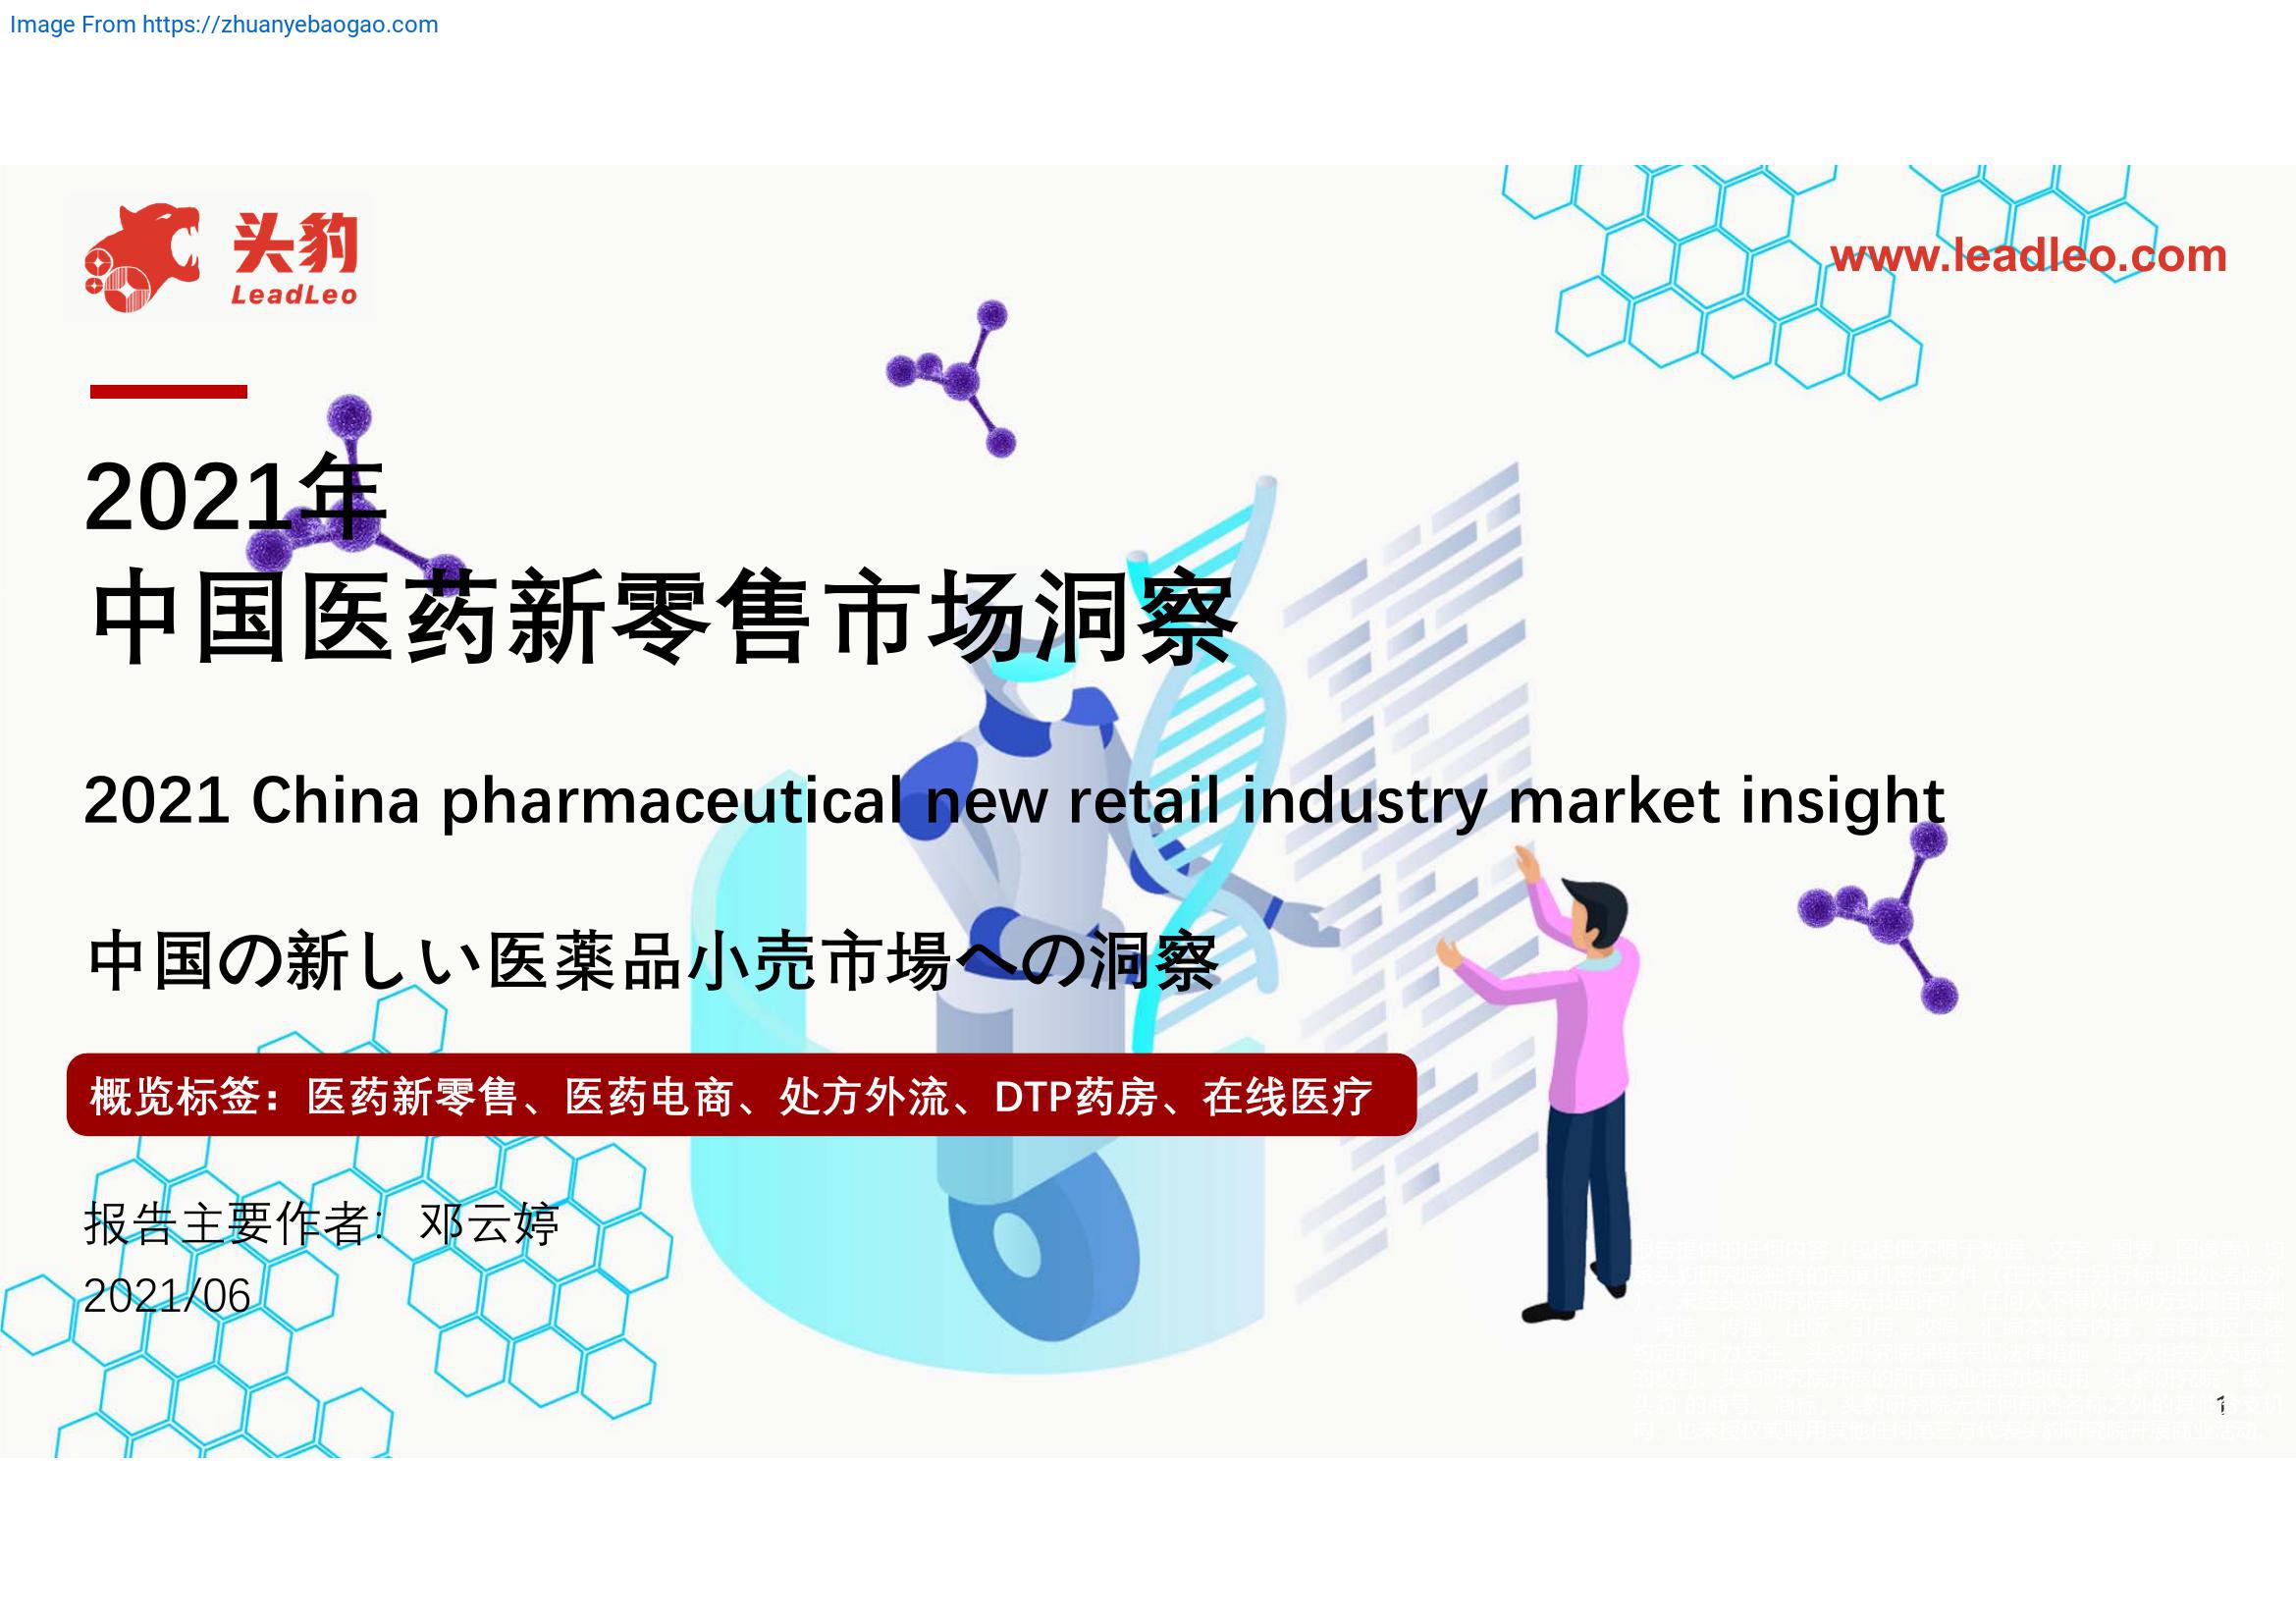 Image From https://zhuanyebaogao.com
头豹
LeadLeo
www.leadleo.com
2021年
中国医药新零售市场洞察
2021 China pharmaceutical new retail industry market insight
中国の新しい医薬品小売市場への洞察
概览标签：医药新零售、医药电商、处方外流、DTP药房、在线医疗
报告主要作者：邓云婷
2021/06
1